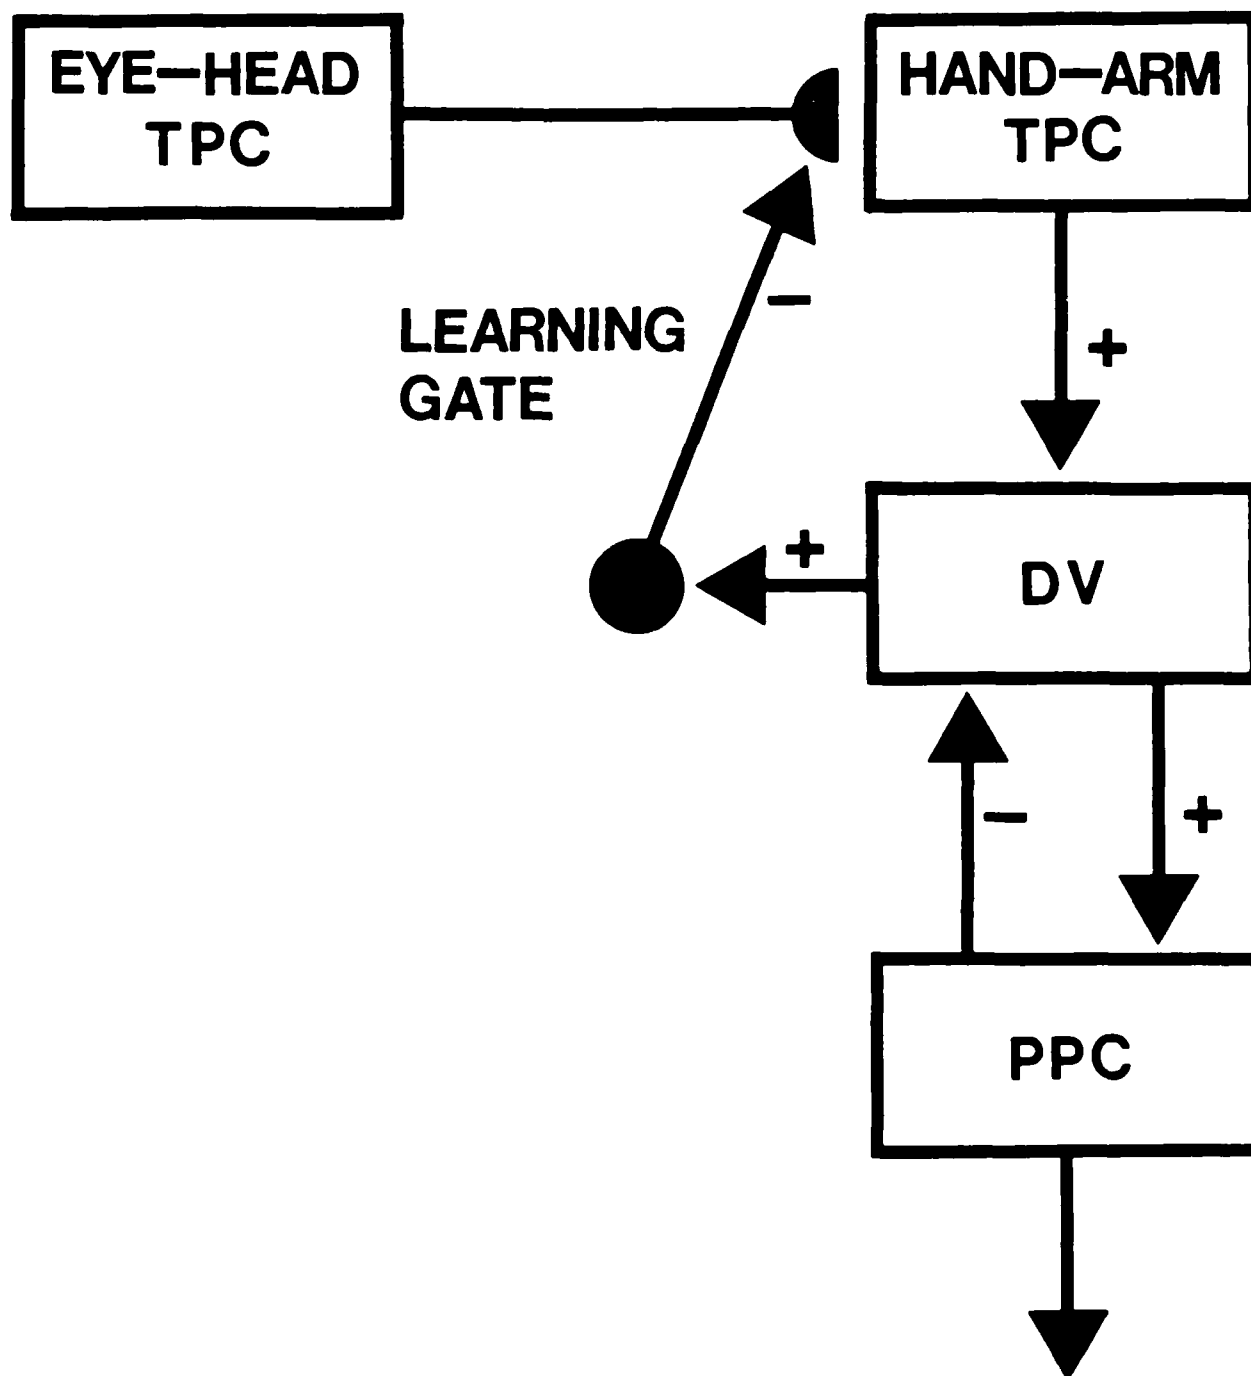 EYE—HEAD
TPC
HAND—ARM
TPC
−
LEARNING
GATE
+
+
DV
−
+
PPC